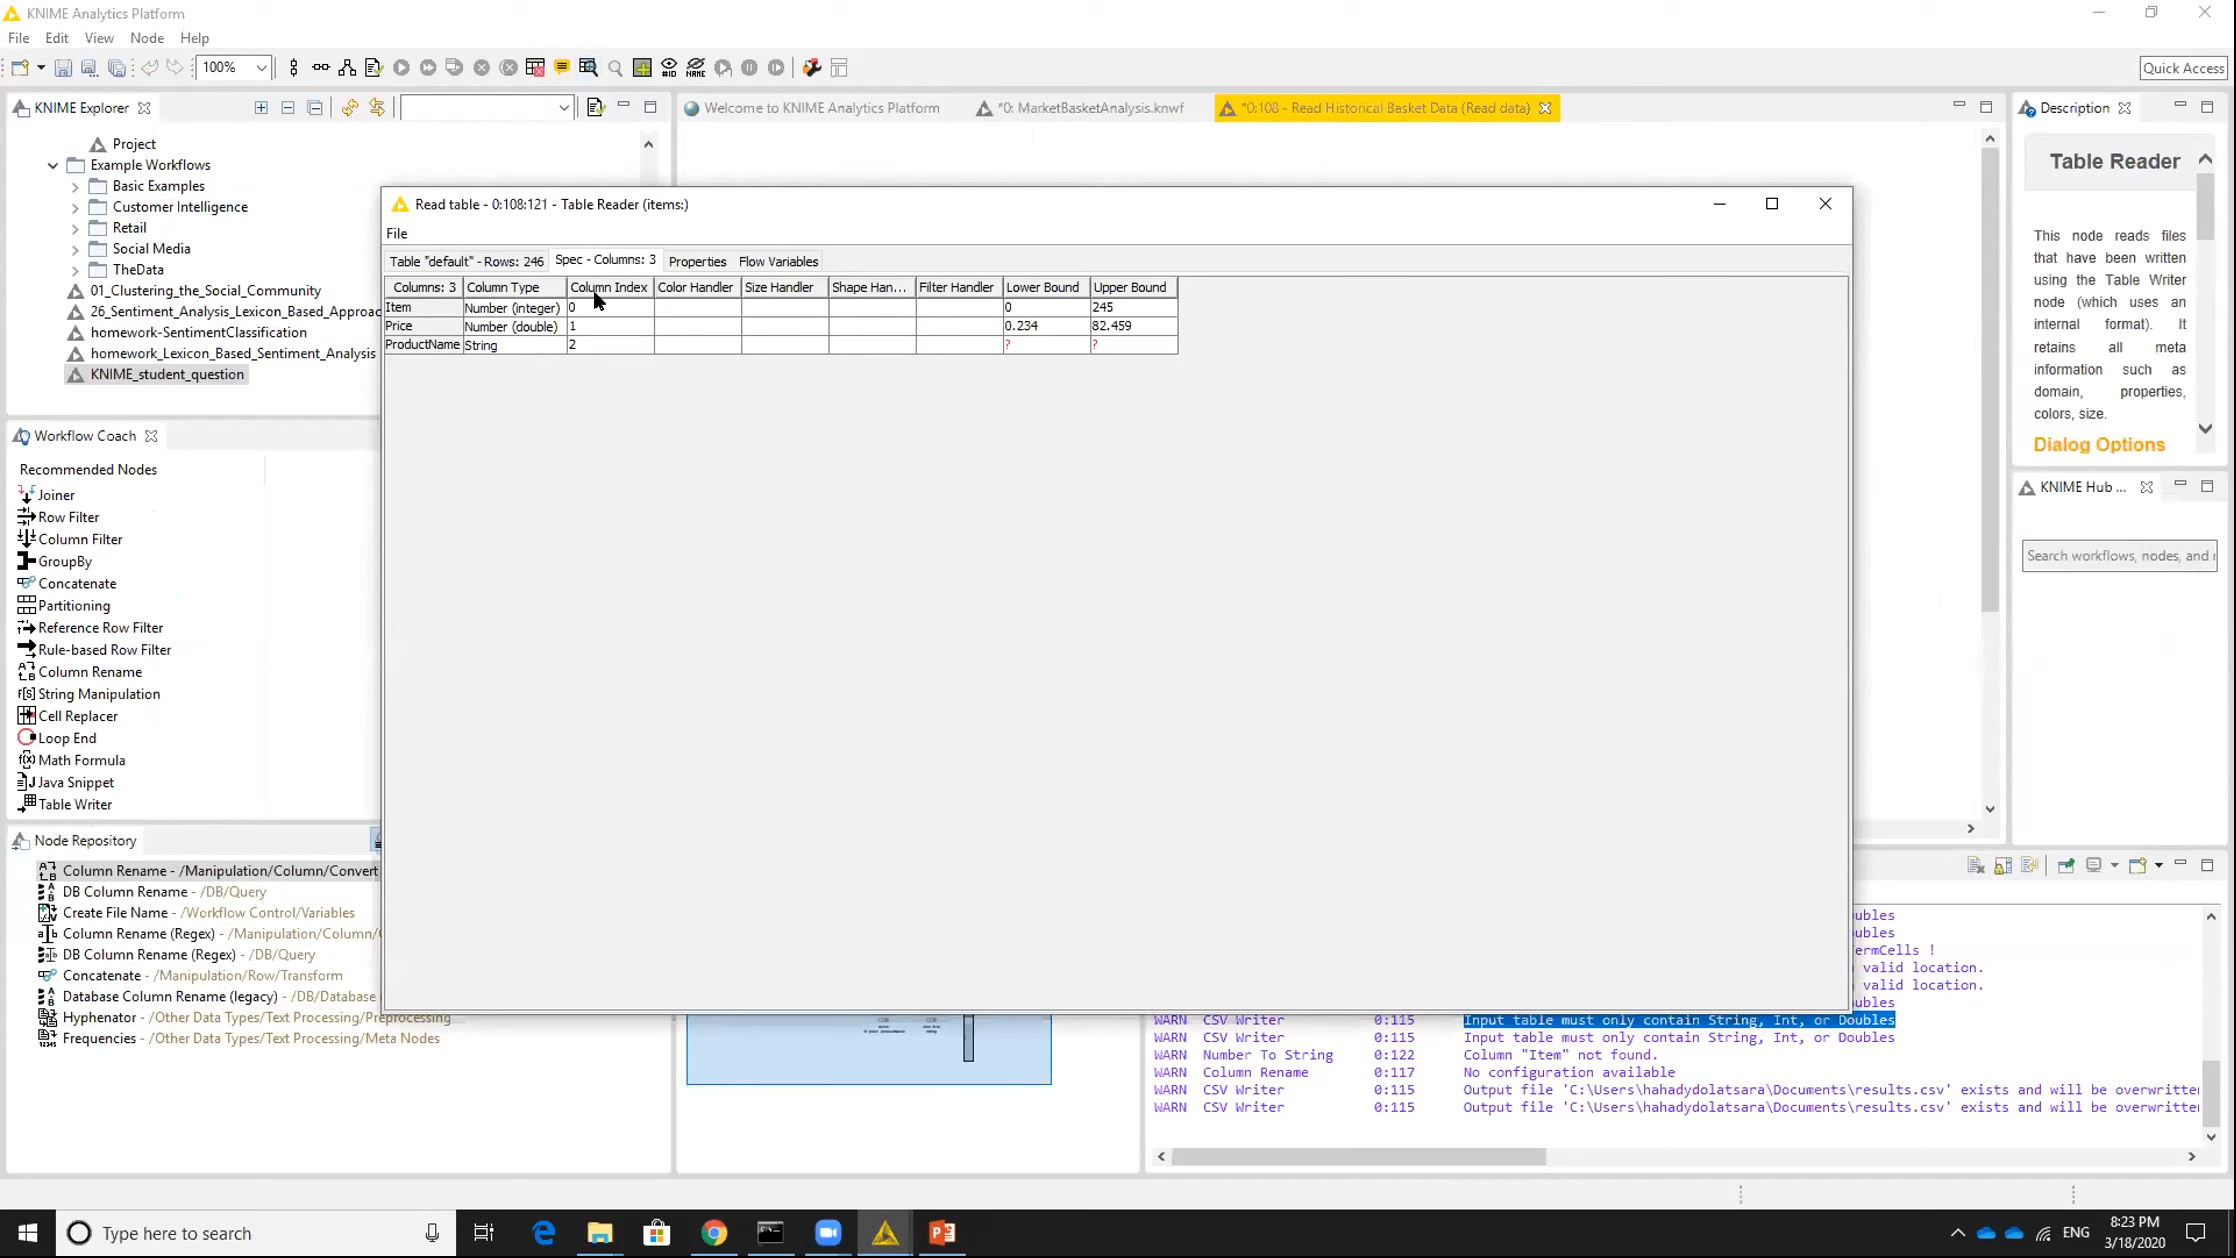 KNIME Analytics Platform
File Edit View Node Help
100%
Quick Access
KNIME Explorer
Welcome to KNIME Analytics Platform
*0: MarketBasketAnalysis.knwf
*0:108 - Read Historical Basket Data (Read data)
Description
Project
Example Workflows
Basic Examples
Customer Intelligence
Retail
Social Media
TheData
01_Clustering_the_Social_Community
26_Sentiment_Analysis_Lexicon_Based_Approac
homework-SentimentClassification
homework_Lexicon_Based_Sentiment_Analysis
KNIME_student_question
Workflow Coach
Recommended Nodes
Joiner
Row Filter
Column Filter
GroupBy
Concatenate
Partitioning
Reference Row Filter
Rule-based Row Filter
Column Rename
String Manipulation
Cell Replacer
Loop End
Math Formula
Java Snippet
Table Writer
Node Repository
Column Rename - /Manipulation/Column/Convert
DB Column Rename - /DB/Query
Create File Name - /Workflow Control/Variables
Column Rename (Regex) - /Manipulation/Column/C
DB Column Rename (Regex) - /DB/Query
Concatenate - /Manipulation/Row/Transform
Database Column Rename (legacy) - /DB/Database
Hyphenator - /Other Data Types/Text Processing/Preprocessing
Frequencies - /Other Data Types/Text Processing/Meta Nodes
Read table - 0:108:121 - Table Reader (items:)
File
Table "default" - Rows: 246 Spec - Columns: 3 Properties Flow Variables
Columns: 3 Column Type Column Index Color Handler Size Handler Shape Han... Filter Handler Lower Bound Upper Bound
Item Number (integer) 0 0 245
Price Number (double) 1 0.234 82.459
ProductName String 2 ? ?
Table Reader
This node reads files
that have been written
using the Table Writer
node (which uses an
internal format). It
retains all meta
information such as
domain, properties,
colors, size.
Dialog Options
KNIME Hub ...
Search workflows, nodes, and
ubles
ubles
ermCells !
valid location.
valid location.
ubles
WARN CSV Writer 0:115 Input table must only contain String, Int, or Doubles
WARN CSV Writer 0:115 Input table must only contain String, Int, or Doubles
WARN Number To String 0:122 Column "Item" not found.
WARN Column Rename 0:117 No configuration available
WARN CSV Writer 0:115 Output file 'C:\Users\hahadydolatsara\Documents\results.csv' exists and will be overwritte
WARN CSV Writer 0:115 Output file 'C:\Users\hahadydolatsara\Documents\results.csv' exists and will be overwritte
Type here to search
ENG
8:23 PM
3/18/2020